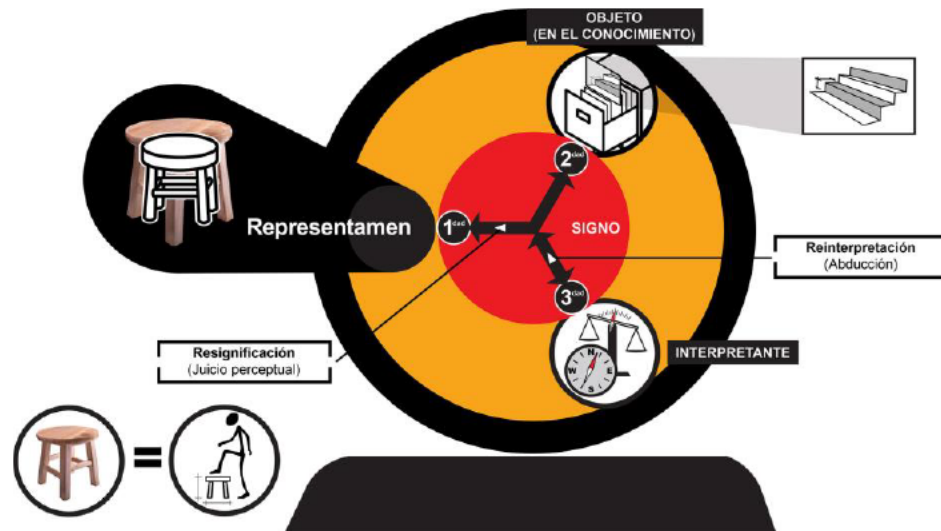 OBJETO
(EN EL CONOCIMIENTO)
2dad
Representamen
1dad
SIGNO
Reinterpretación
(Abducción)
3dad
Resignificación
(Juicio perceptual)
INTERPRETANTE
N
W
E
S